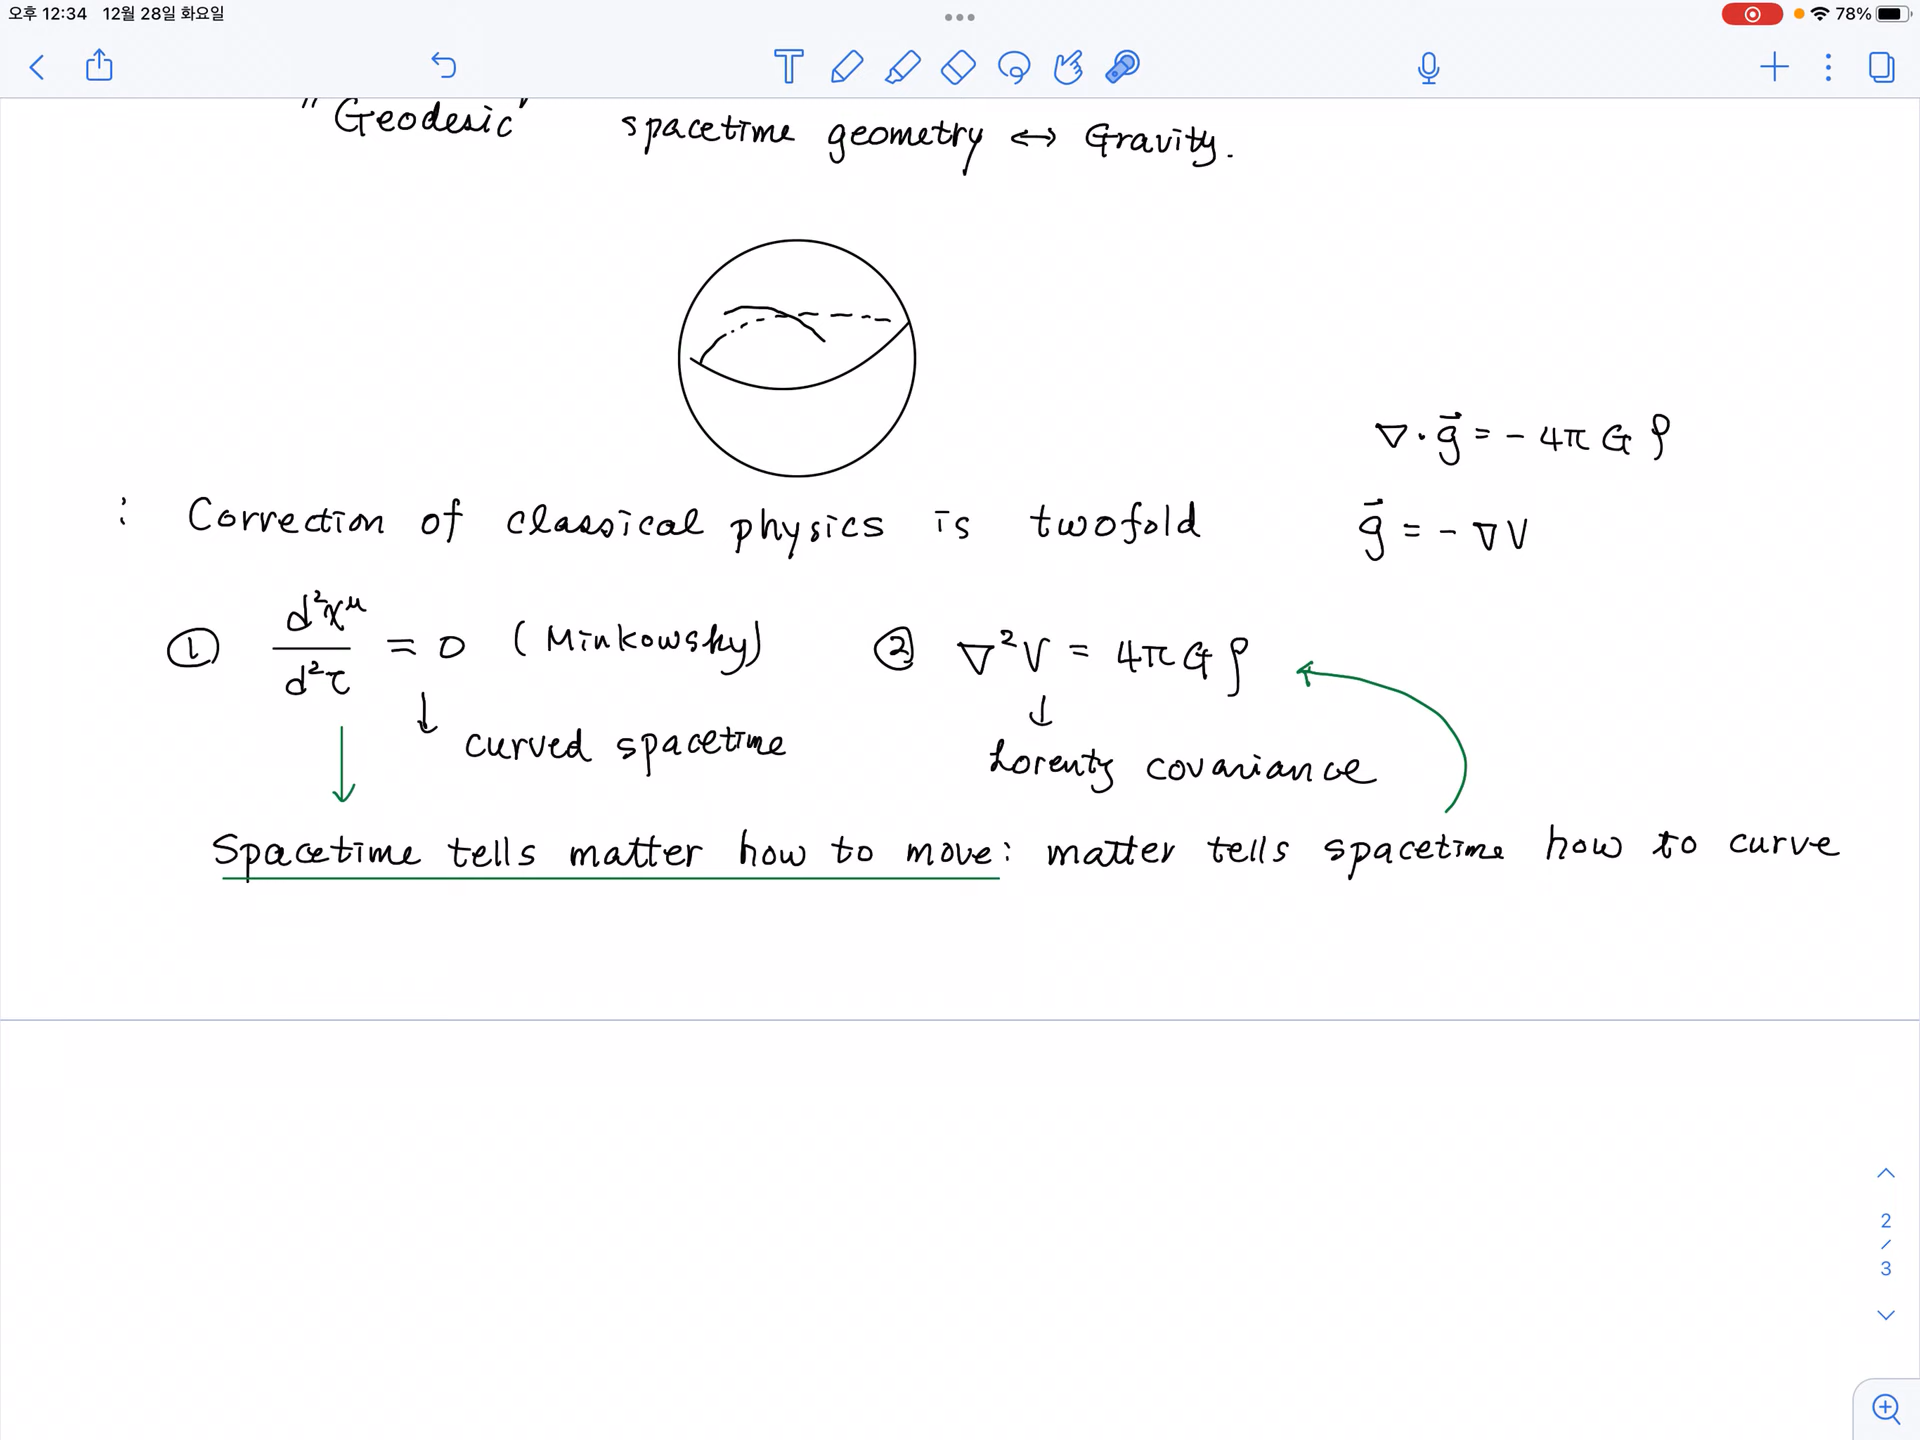 오후 12:34 12월 28일 화요일
78%
"Geodesic" spacetime geometry ↔ Gravity.
∇·g⃗ = - 4πGρ
: Correction of classical physics is twofold
g⃗ = - ∇V
① d²x^μ / d²τ = 0 (Minkowsky)
② ∇²V = 4πGρ
↓ curved spacetime
↓
Lorentz covariance
Spacetime tells matter how to move: matter tells spacetime how to curve
2
/
3